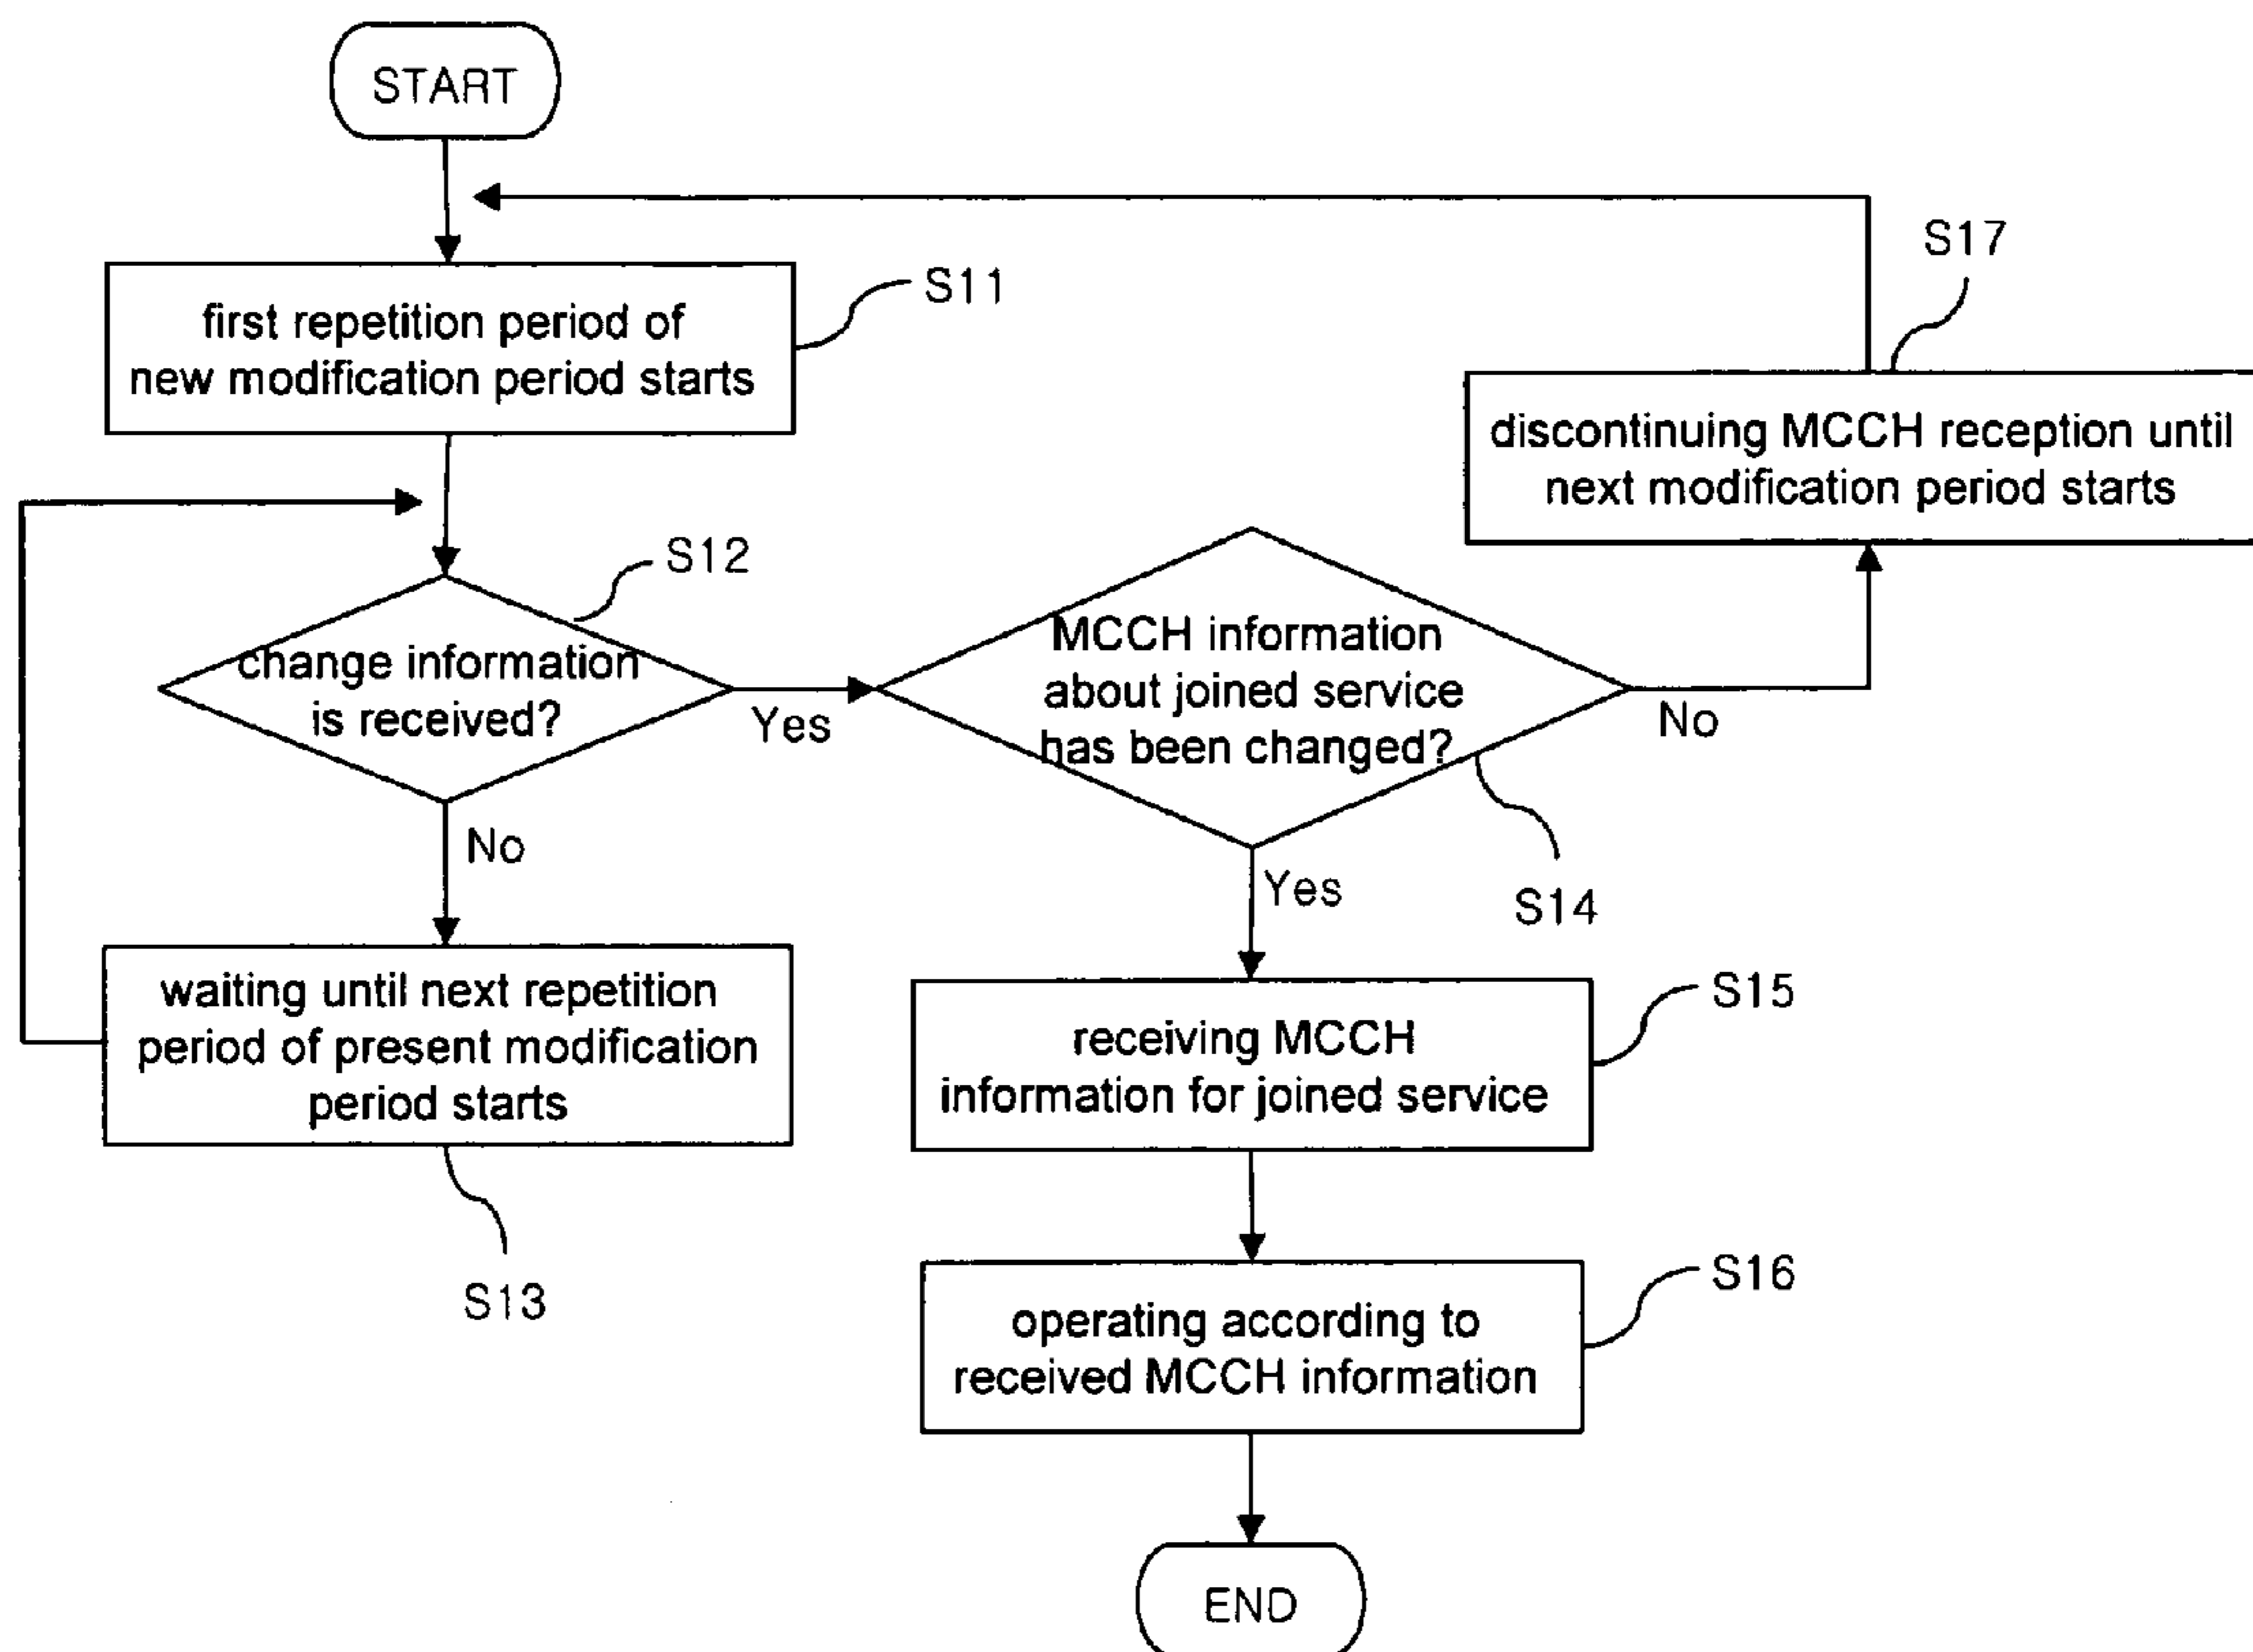 START
first repetition period of
new modification period starts
S11
S17
discontinuing MCCH reception until
next modification period starts
S12
change information
is received?
Yes
No
MCCH information
about joined service
has been changed?
No
Yes
S14
waiting until next repetition
period of present modification
period starts
S13
receiving MCCH
information for joined service
S15
operating according to
received MCCH information
S16
END